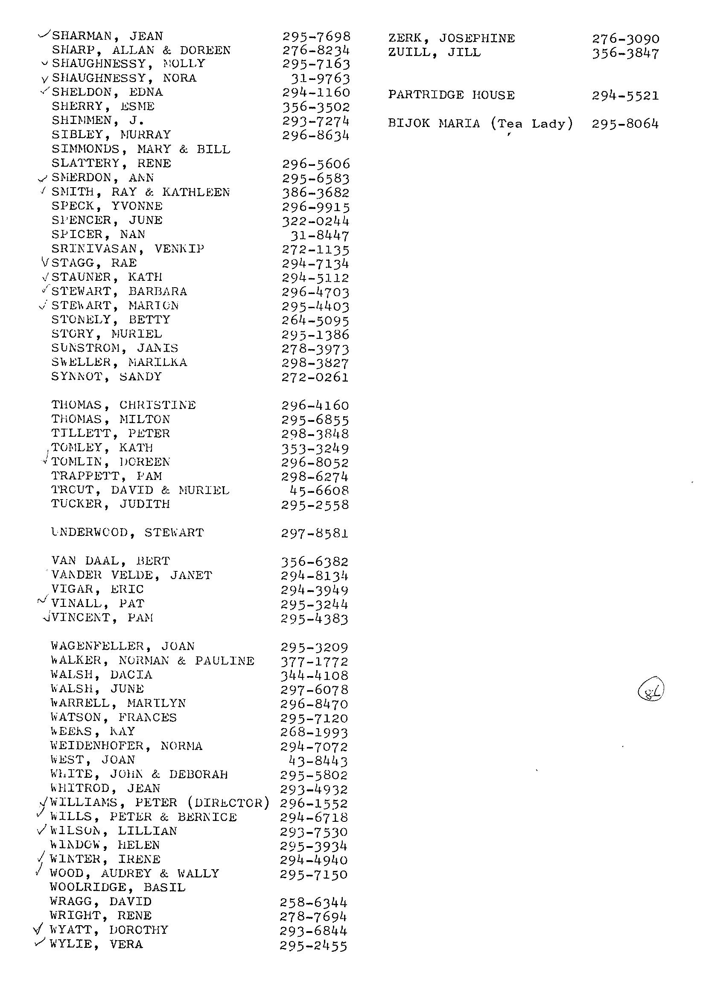 SHARMAN, JEAN 295-7698
SHARP, ALLAN & DOREEN 276-8234
SHAUGHNESSY, MOLLY 295-7163
SHAUGHNESSY, NORA 31-9763
SHELDON, EDNA 294-1160
SHERRY, ESME 356-3502
SHIMMEN, J. 293-7274
SIBLEY, MURRAY 296-8634
SIMMONDS, MARY & BILL
SLATTERY, RENE 296-5606
SMERDON, ANN 295-6583
SMITH, RAY & KATHLEEN 386-3682
SPECK, YVONNE 296-9915
SPENCER, JUNE 322-0244
SPICER, NAN 31-8447
SRINIVASAN, VENKIP 272-1135
STAGG, RAE 294-7134
STAUNER, KATH 294-5112
STEWART, BARBARA 296-4703
STEWART, MARION 295-4403
STONELY, BETTY 264-5095
STORY, MURIEL 295-1386
SUNSTROM, JANIS 278-3973
SWELLER, MARILKA 298-3827
SYNNOT, SANDY 272-0261
THOMAS, CHRISTINE 296-4160
THOMAS, MILTON 295-6855
TILLETT, PETER 298-3848
TOMLEY, KATH 353-3249
TOMLIN, DOREEN 296-8052
TRAPPETT, PAM 298-6274
TROUT, DAVID & MURIEL 45-6608
TUCKER, JUDITH 295-2558
UNDERWOOD, STEWART 297-8581
VAN DAAL, BERT 356-6382
VANDER VELDE, JANET 294-8134
VIGAR, ERIC 294-3949
VINALL, PAT 295-3244
VINCENT, PAM 295-4383
WAGENFELLER, JOAN 295-3209
WALKER, NORMAN & PAULINE 377-1772
WALSH, DACIA 344-4108
WALSH, JUNE 297-6078
WARRELL, MARILYN 296-8470
WATSON, FRANCES 295-7120
WEEKS, KAY 268-1993
WEIDENHOFER, NORMA 294-7072
WEST, JOAN 43-8443
WHITE, JOHN & DEBORAH 295-5802
WHITROD, JEAN 293-4932
WILLIAMS, PETER (DIRECTOR) 296-1552
WILLS, PETER & BERNICE 294-6718
WILSON, LILLIAN 293-7530
WINDOW, HELEN 295-3934
WINTER, IRENE 294-4940
WOOD, AUDREY & WALLY 295-7150
WOOLRIDGE, BASIL
WRAGG, DAVID 258-6344
WRIGHT, RENE 278-7694
WYATT, DOROTHY 293-6844
WYLIE, VERA 295-2455
ZERK, JOSEPHINE 276-3090
ZUILL, JILL 356-3847
PARTRIDGE HOUSE 294-5521
BIJOK MARIA (Tea Lady) 295-8064